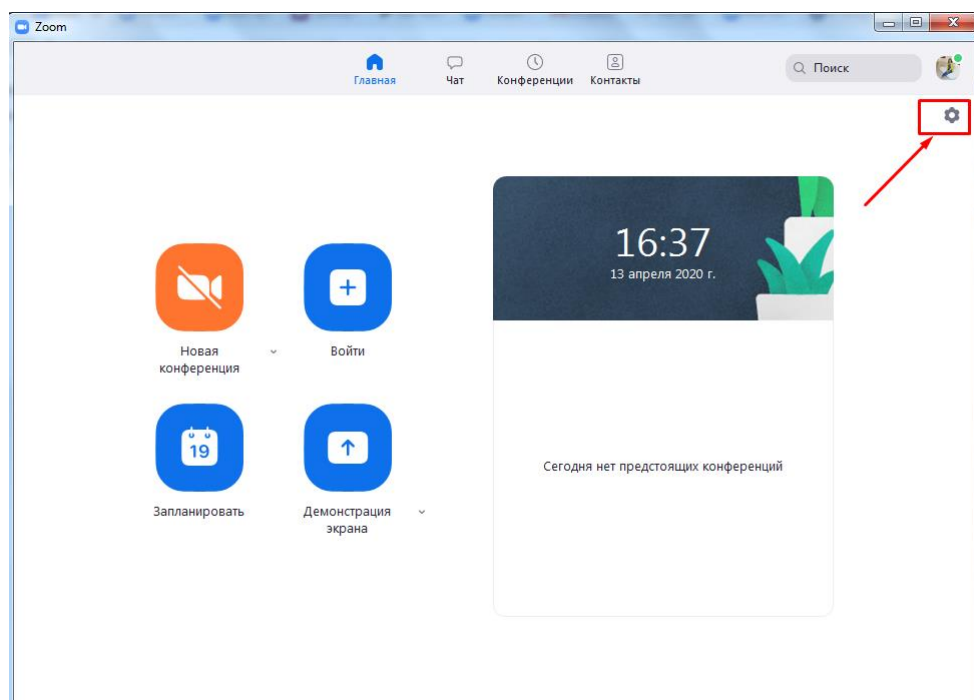 Zoom
Главная
Чат
Конференции
Контакты
Поиск
16:37
13 апреля 2020 г.
Новая
конференция
Войти
19
Запланировать
Демонстрация
экрана
Сегодня нет предстоящих конференций